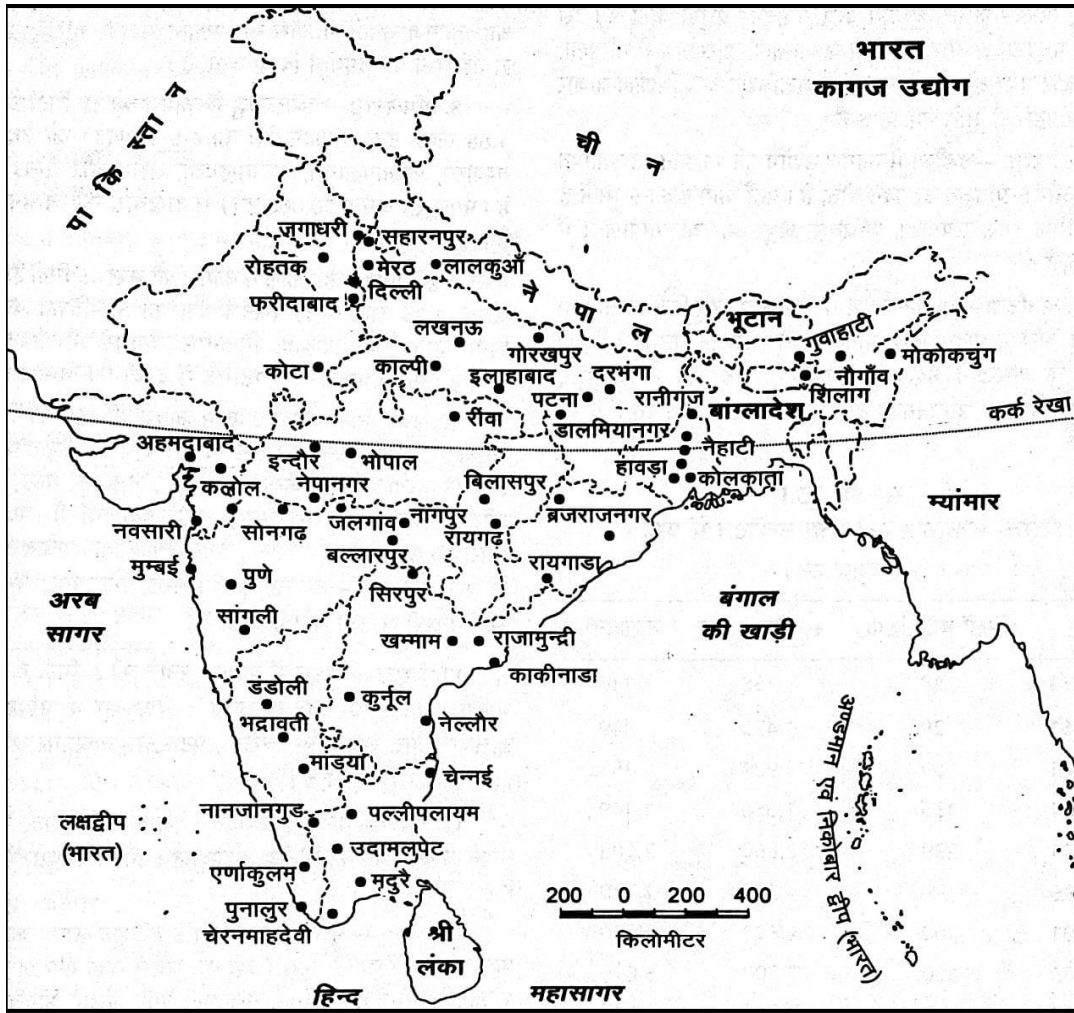 भारत
कागज उद्योग
पाकिस्तान
चीन
जगाधरी
सहारनपुर
रोहतक
मेरठ
लालकुआँ
दिल्ली
फरीदाबाद
नेपाल
भूटान
लखनऊ
गोरखपुर
गुवाहाटी
मोकोकचुंग
कोटा
काल्पी
इलाहाबाद
दरभंगा
नौगाँव
शिलांग
पटना
रानीगंज
बांग्लादेश
कर्क रेखा
रीवा
डालमियानगर
अहमदाबाद
इन्दौर
भोपाल
नैहाटी
हावड़ा
कोलकाता
कलोल
नेपानगर
बिलासपुर
म्यांमार
नवसारी
सोनगढ़
जलगांव
नागपुर
ब्रजराजनगर
रायगढ़
बल्लारपुर
मुम्बई
पुणे
सिरपुर
रायगाडा
अरब
सागर
बंगाल
की खाड़ी
सांगली
खम्माम
राजामुन्द्री
काकीनाडा
डडोली
कुर्नूल
भद्रावती
नेल्लौर
मांड्या
चेन्नई
अण्डमान एवं निकोबार द्वीप (भारत)
नानजानगुड
पल्लीपलायम
लक्षद्वीप
(भारत)
उदामलपेट
एर्णाकुलम
मदुरै
पुनालुर
चेरनमाहदेवी
200 0 200 400
किलोमीटर
श्री
लंका
हिन्द महासागर